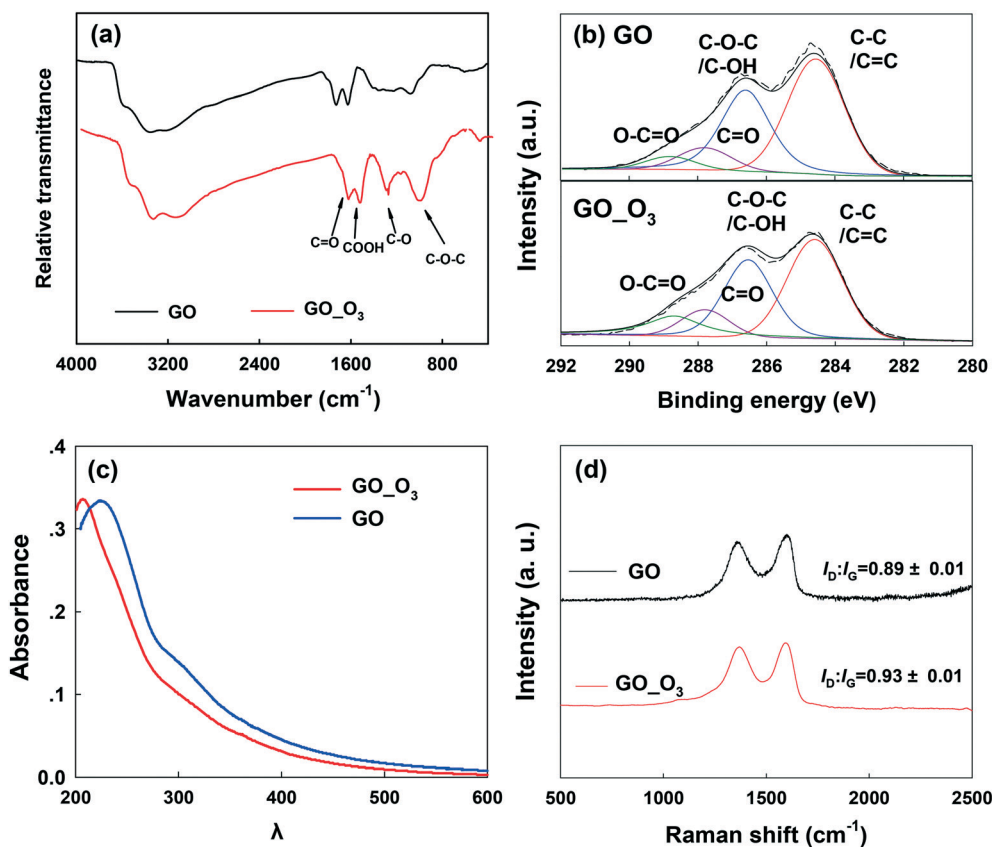 (a)
Relative transmittance
C=O
COOH
C-O
C-O-C
GO
GO_O3
4000 3200 2400 1600 800
Wavenumber (cm-1)
(b) GO
C-O-C
/C-OH
C-C
/C=C
O-C=O
C=O
GO_O3
C-O-C
/C-OH
C-C
/C=C
O-C=O
C=O
Intensity (a.u.)
292 290 288 286 284 282 280
Binding energy (eV)
(c)
GO_O3
GO
Absorbance
.4
.3
.2
.1
0.0
200 300 400 500 600
λ
(d)
Intensity (a. u.)
GO
ID:IG=0.89 ± 0.01
GO_O3
ID:IG=0.93 ± 0.01
500 1000 1500 2000 2500
Raman shift (cm-1)